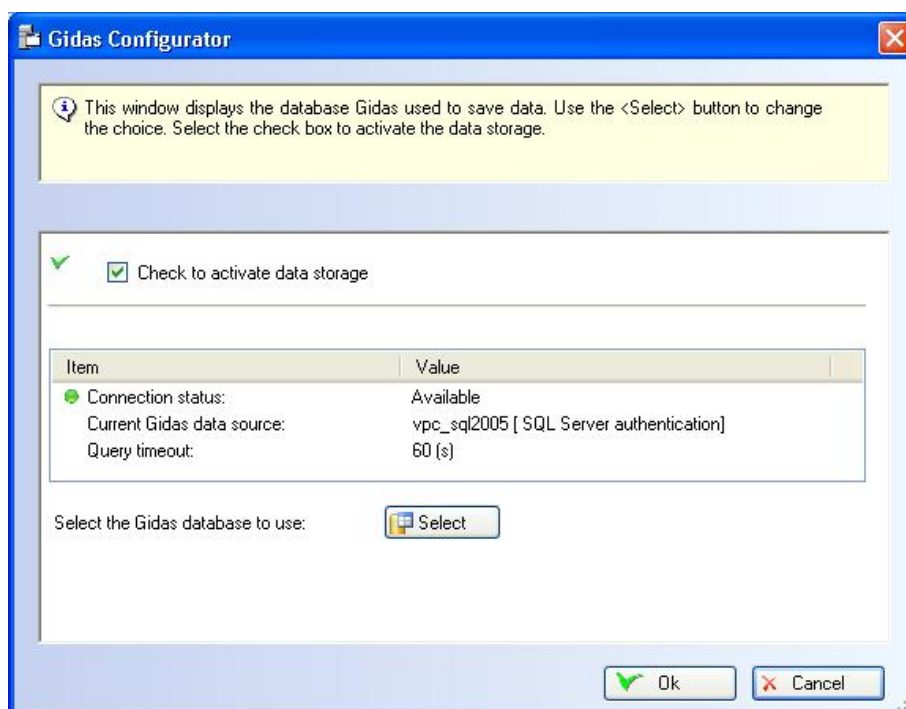 Gidas Configurator
This window displays the database Gidas used to save data. Use the <Select> button to change
the choice. Select the check box to activate the data storage.
Check to activate data storage
Item Value
Connection status: Available
Current Gidas data source: vpc_sql2005 [ SQL Server authentication]
Query timeout: 60 (s)
Select the Gidas database to use: Select
Ok Cancel